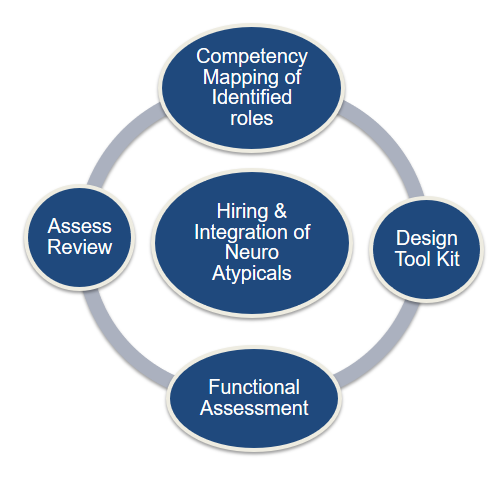 Competency
Mapping of
Identified
roles
Hiring &
Integration of
Neuro
Atypicals
Assess
Review
Design
Tool Kit
Functional
Assessment